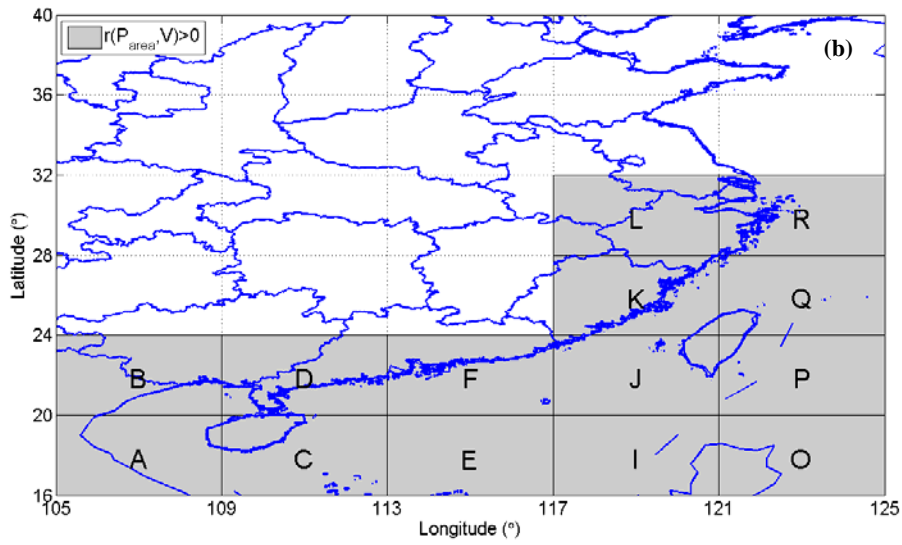 r(P_area,V)>0
(b)
40
36
32
28
24
20
16
Latitude (°)
L R
K Q
B D F J P
A C E I O
105 109 113 117 121 125
Longitude (°)